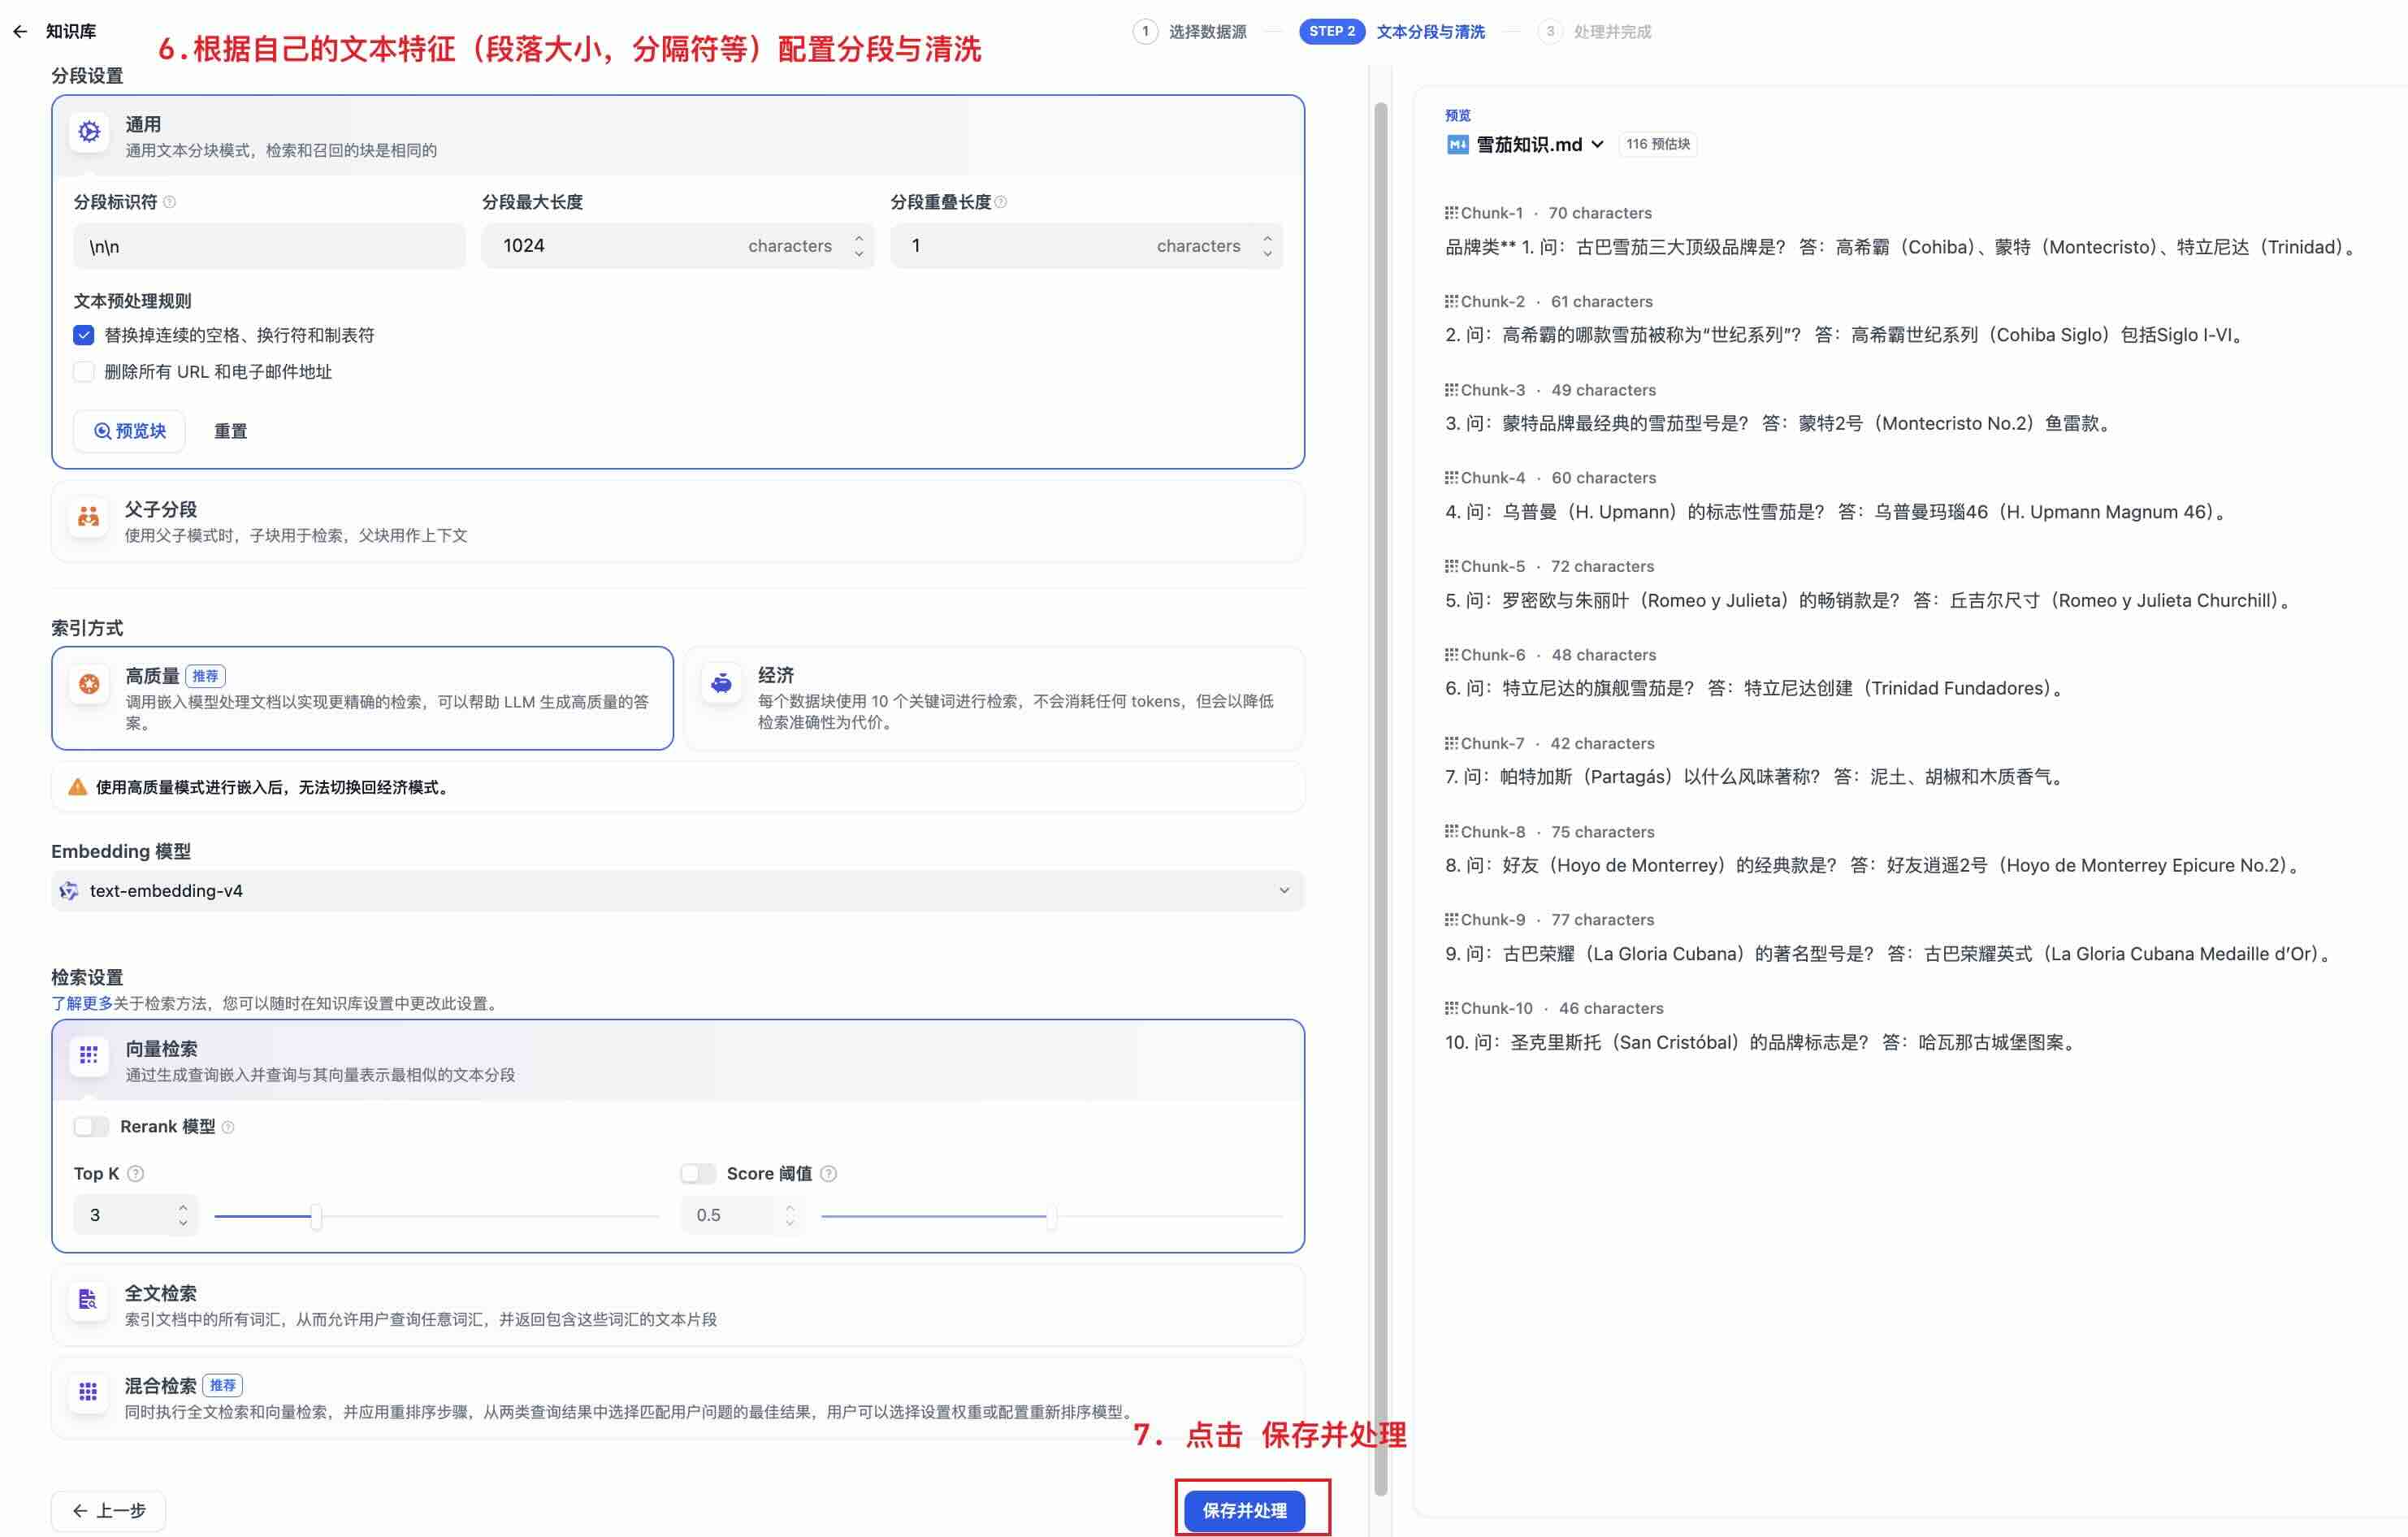 知识库
6.根据自己的文本特征（段落大小，分隔符等）配置分段与清洗
1 选择数据源
STEP 2 文本分段与清洗
3 处理并完成
分段设置
通用
通用文本分块模式，检索和召回的块是相同的
分段标识符
\n\n
分段最大长度
1024 characters
分段重叠长度
1 characters
文本预处理规则
替换掉连续的空格、换行符和制表符
删除所有 URL 和电子邮件地址
预览块
重置
父子分段
使用父子模式时，子块用于检索，父块用作上下文
索引方式
高质量 推荐
调用嵌入模型处理文档以实现更精确的检索，可以帮助 LLM 生成高质量的答
案。
经济
每个数据块使用 10 个关键词进行检索，不会消耗任何 tokens，但会以降低
检索准确性为代价。
使用高质量模式进行嵌入后，无法切换回经济模式。
Embedding 模型
text-embedding-v4
检索设置
了解更多关于检索方法，您可以随时在知识库设置中更改此设置。
向量检索
通过生成查询嵌入并查询与其向量表示最相似的文本分段
Rerank 模型
Top K
3
Score 阈值
0.5
全文检索
索引文档中的所有词汇，从而允许用户查询任意词汇，并返回包含这些词汇的文本片段
混合检索 推荐
同时执行全文检索和向量检索，并应用重排序步骤，从两类查询结果中选择匹配用户问题的最佳结果，用户可以选择设置权重或配置重新排序模型。
7. 点击 保存并处理
上一步
保存并处理
预览
M↓ 雪茄知识.md 116 预估块
Chunk-1 · 70 characters
品牌类** 1. 问：古巴雪茄三大顶级品牌是？ 答：高希霸（Cohiba）、蒙特（Montecristo）、特立尼达（Trinidad）。
Chunk-2 · 61 characters
2. 问：高希霸的哪款雪茄被称为“世纪系列”？ 答：高希霸世纪系列（Cohiba Siglo）包括Siglo I-VI。
Chunk-3 · 49 characters
3. 问：蒙特品牌最经典的雪茄型号是？ 答：蒙特2号（Montecristo No.2）鱼雷款。
Chunk-4 · 60 characters
4. 问：乌普曼（H. Upmann）的标志性雪茄是？ 答：乌普曼玛瑙46（H. Upmann Magnum 46）。
Chunk-5 · 72 characters
5. 问：罗密欧与朱丽叶（Romeo y Julieta）的畅销款是？ 答：丘吉尔尺寸（Romeo y Julieta Churchill）。
Chunk-6 · 48 characters
6. 问：特立尼达的旗舰雪茄是？ 答：特立尼达创建（Trinidad Fundadores）。
Chunk-7 · 42 characters
7. 问：帕特加斯（Partagás）以什么风味著称？ 答：泥土、胡椒和木质香气。
Chunk-8 · 75 characters
8. 问：好友（Hoyo de Monterrey）的经典款是？ 答：好友逍遥2号（Hoyo de Monterrey Epicure No.2）。
Chunk-9 · 77 characters
9. 问：古巴荣耀（La Gloria Cubana）的著名型号是？ 答：古巴荣耀英式（La Gloria Cubana Medaille d’Or）。
Chunk-10 · 46 characters
10. 问：圣克里斯托（San Cristóbal）的品牌标志是？ 答：哈瓦那古城堡图案。